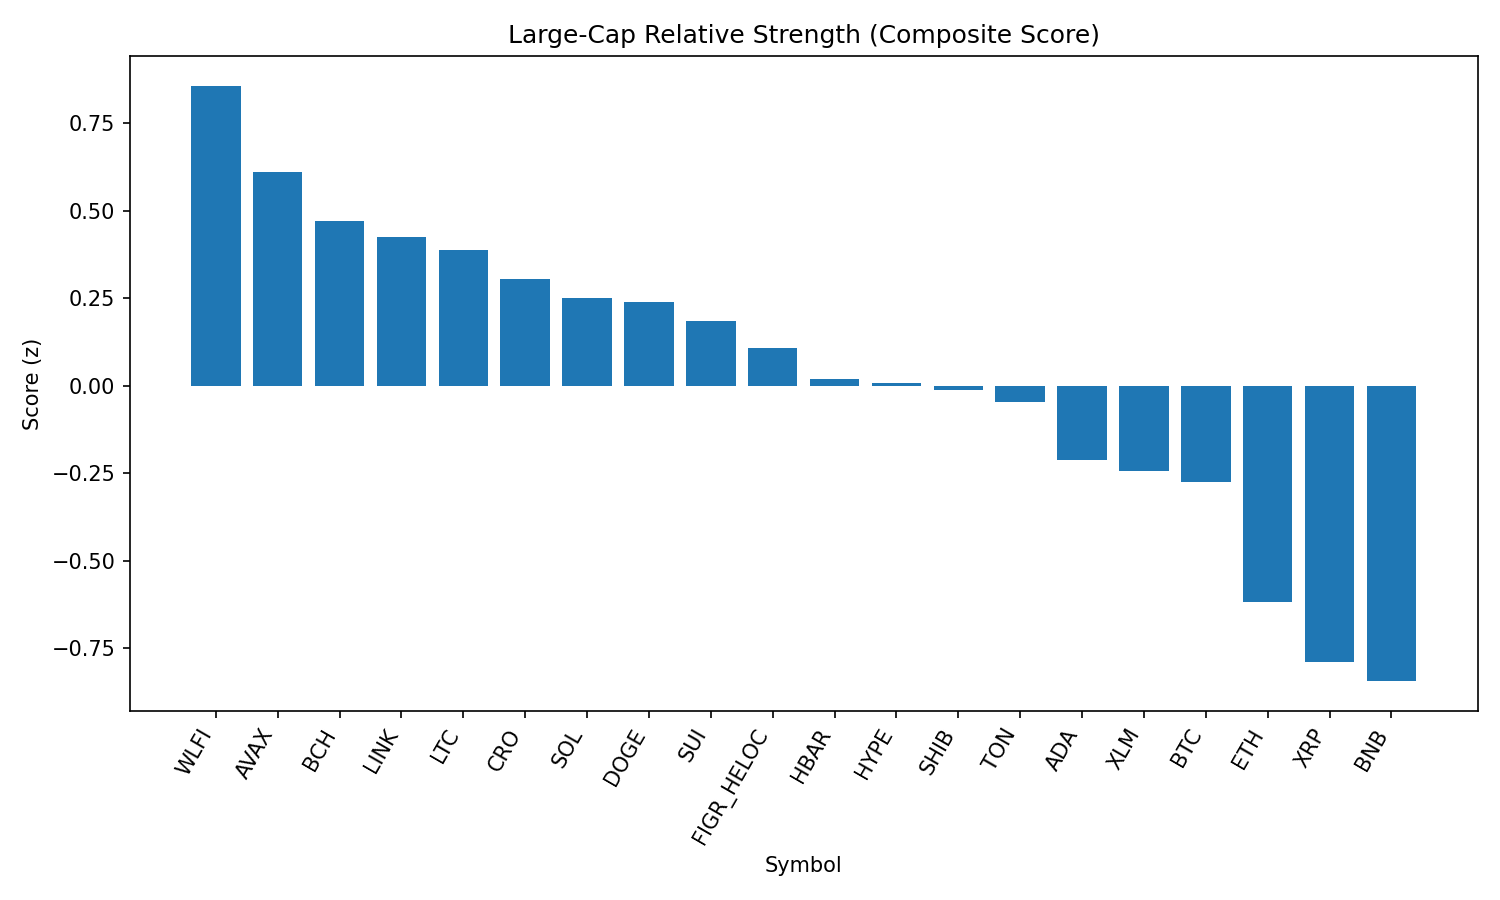 Large-Cap Relative Strength (Composite Score)
Score (z)
0.75
0.50
0.25
0.00
−0.25
−0.50
−0.75
WLFI
AVAX
BCH
LINK
LTC
CRO
SOL
DOGE
SUI
FIGR_HELOC
HBAR
HYPE
SHIB
TON
ADA
XLM
BTC
ETH
XRP
BNB
Symbol